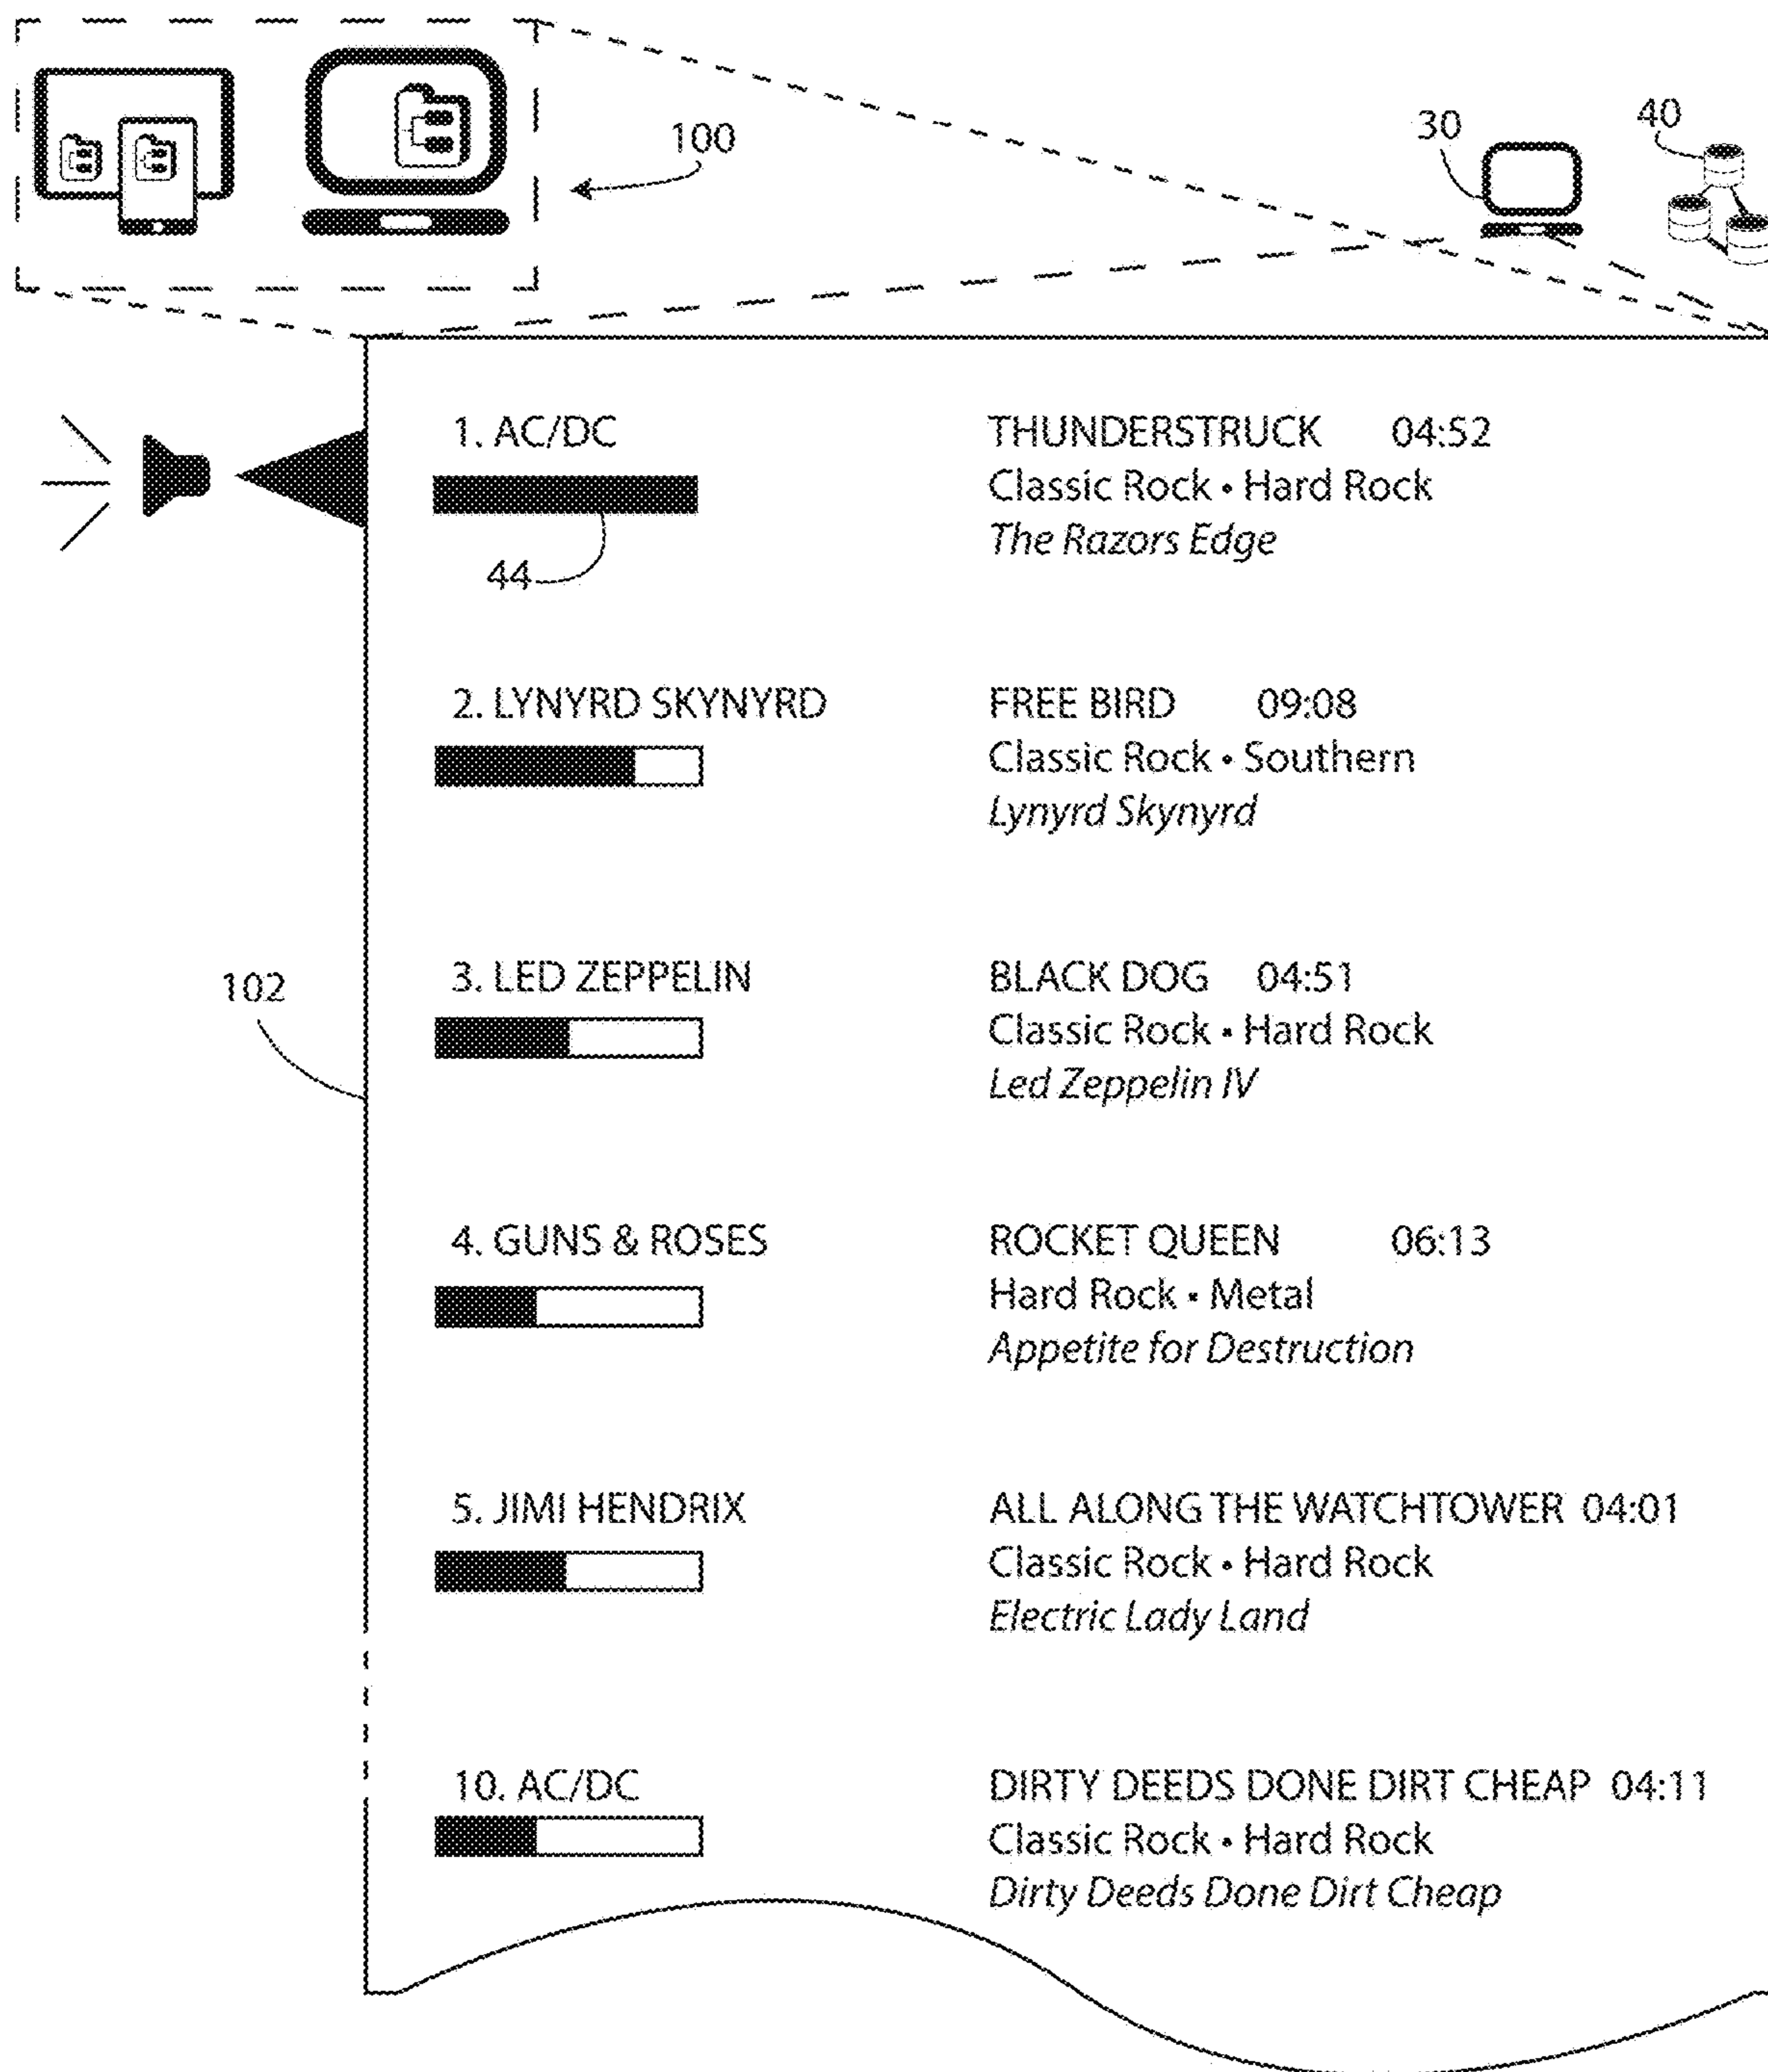 100
30
40
1. AC/DC
THUNDERSTRUCK 04:52
Classic Rock • Hard Rock
The Razors Edge
44
2. LYNYRD SKYNYRD
FREE BIRD 09:08
Classic Rock • Southern
Lynyrd Skynyrd
3. LED ZEPPELIN
BLACK DOG 04:51
Classic Rock • Hard Rock
Led Zeppelin IV
102
4. GUNS & ROSES
ROCKET QUEEN 06:13
Hard Rock • Metal
Appetite for Destruction
5. JIMI HENDRIX
ALL ALONG THE WATCHTOWER 04:01
Classic Rock • Hard Rock
Electric Lady Land
10. AC/DC
DIRTY DEEDS DONE DIRT CHEAP 04:11
Classic Rock • Hard Rock
Dirty Deeds Done Dirt Cheap